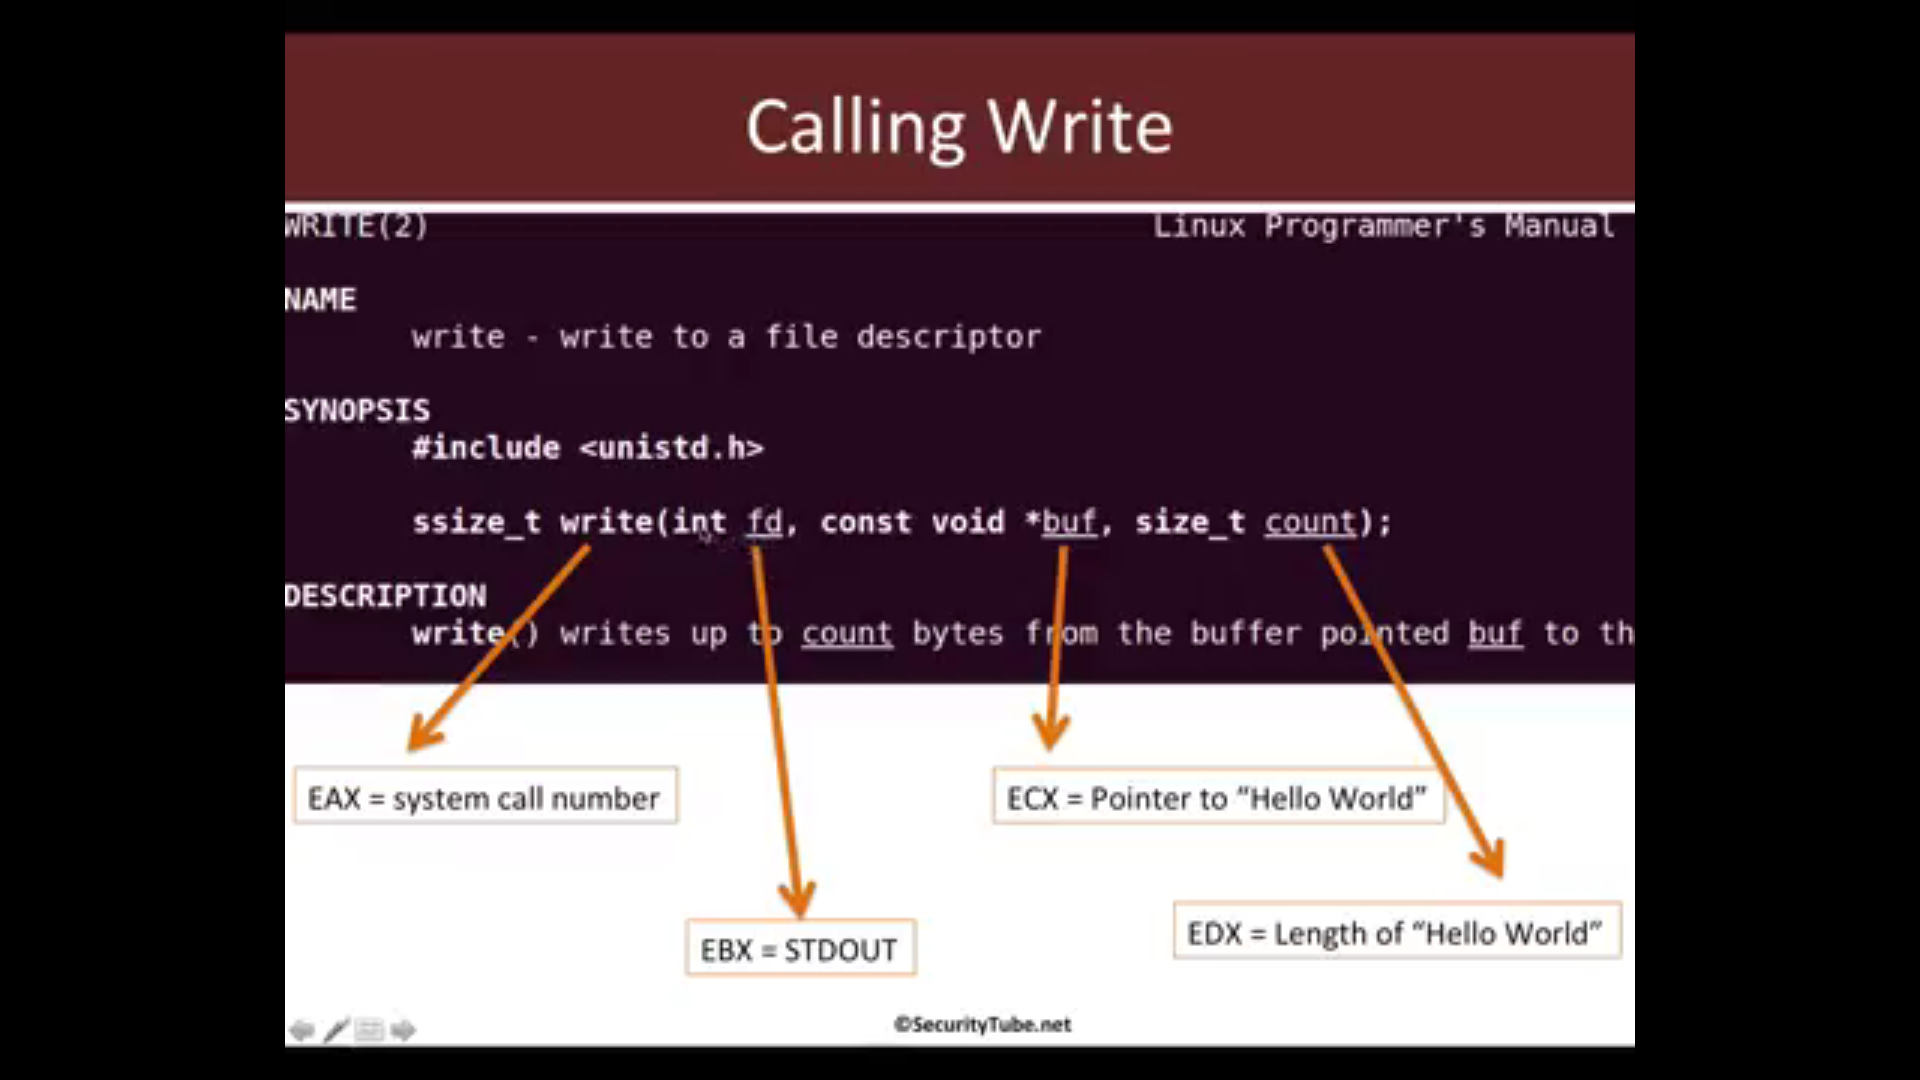 Calling Write
WRITE(2) Linux Programmer's Manual
NAME
write - write to a file descriptor
SYNOPSIS
#include <unistd.h>
ssize_t write(int fd, const void *buf, size_t count);
DESCRIPTION
write() writes up to count bytes from the buffer pointed buf to th
EAX = system call number
ECX = Pointer to “Hello World”
EDX = Length of “Hello World”
EBX = STDOUT
©SecurityTube.net